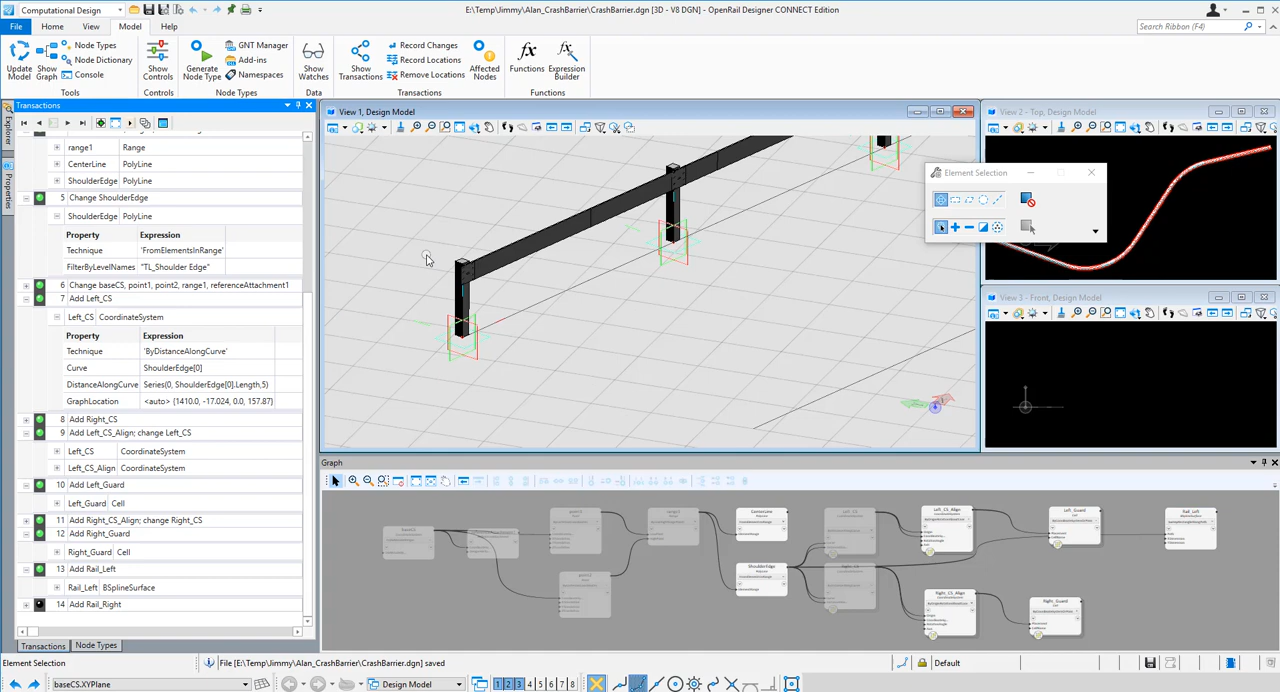 Computational Design
E:\Temp\Jimmy\Alan_CrashBarrier\CrashBarrier.dgn [3D - V8 DGN] - OpenRail Designer CONNECT Edition
File Home View Model Help
Search Ribbon (F4)
Update Model
Show Graph
Node Types
Node Dictionary
Console
Tools
Show Controls
Controls
Generate Node Type
GNT Manager
Add-ins
Namespaces
Node Types
Show Watches
Data
Show Transactions
Record Changes
Record Locations
Remove Locations
Affected Nodes
Transactions
Functions
Expression Builder
Functions
Explorer
Properties
Transactions
range1 Range
CenterLine PolyLine
ShoulderEdge PolyLine
5 Change ShoulderEdge
ShoulderEdge PolyLine
Property Expression
Technique 'FromElementsInRange'
FilterByLevelNames "TL_Shoulder Edge"
6 Change baseCS, point1, point2, range1, referenceAttachment1
7 Add Left_CS
Left_CS CoordinateSystem
Property Expression
Technique 'ByDistanceAlongCurve'
Curve ShoulderEdge[0]
DistanceAlongCurve Series(0, ShoulderEdge[0].Length,5)
GraphLocation <auto> (1410.0, -17.024, 0.0, 157.87)
8 Add Right_CS
9 Add Left_CS_Align; change Left_CS
Left_CS CoordinateSystem
Left_CS_Align CoordinateSystem
10 Add Left_Guard
Left_Guard Cell
11 Add Right_CS_Align; change Right_CS
12 Add Right_Guard
Right_Guard Cell
13 Add Rail_Left
Rail_Left BSplineSurface
14 Add Rail_Right
Transactions Node Types
View 1, Design Model
View 2 - Top, Design Model
Element Selection
View 3 - Front, Design Model
Graph
CenterLine
ShoulderEdge
Left_CS_Align
Right_CS_Align
Left_Guard
Right_Guard
Rail_Left
Element Selection
File [E:\Temp\Jimmy\Alan_CrashBarrier\CrashBarrier.dgn] saved
Default
baseCS.XYPlane
Design Model
1 2 3 4 5 6 7 8